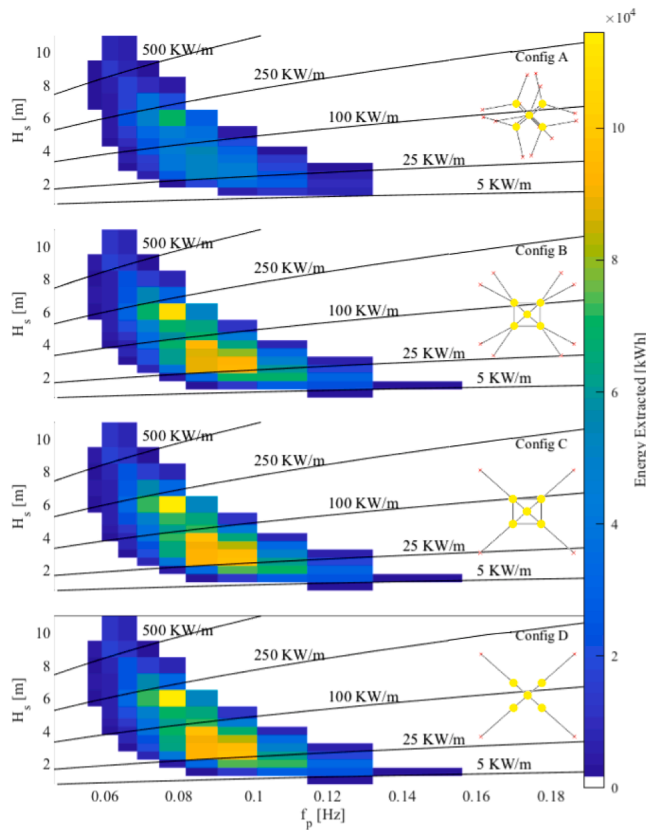 ×10⁴
10
8
6
4
2
H_s [m]
500 KW/m
250 KW/m
100 KW/m
25 KW/m
5 KW/m
Config A
10
8
6
4
2
H_s [m]
500 KW/m
250 KW/m
100 KW/m
25 KW/m
5 KW/m
Config B
10
8
6
4
2
H_s [m]
500 KW/m
250 KW/m
100 KW/m
25 KW/m
5 KW/m
Config C
10
8
6
4
2
H_s [m]
500 KW/m
250 KW/m
100 KW/m
25 KW/m
5 KW/m
Config D
0.06 0.08 0.1 0.12 0.14 0.16 0.18
f_p [Hz]
10
8
6
4
2
0
Energy Extracted [kWh]